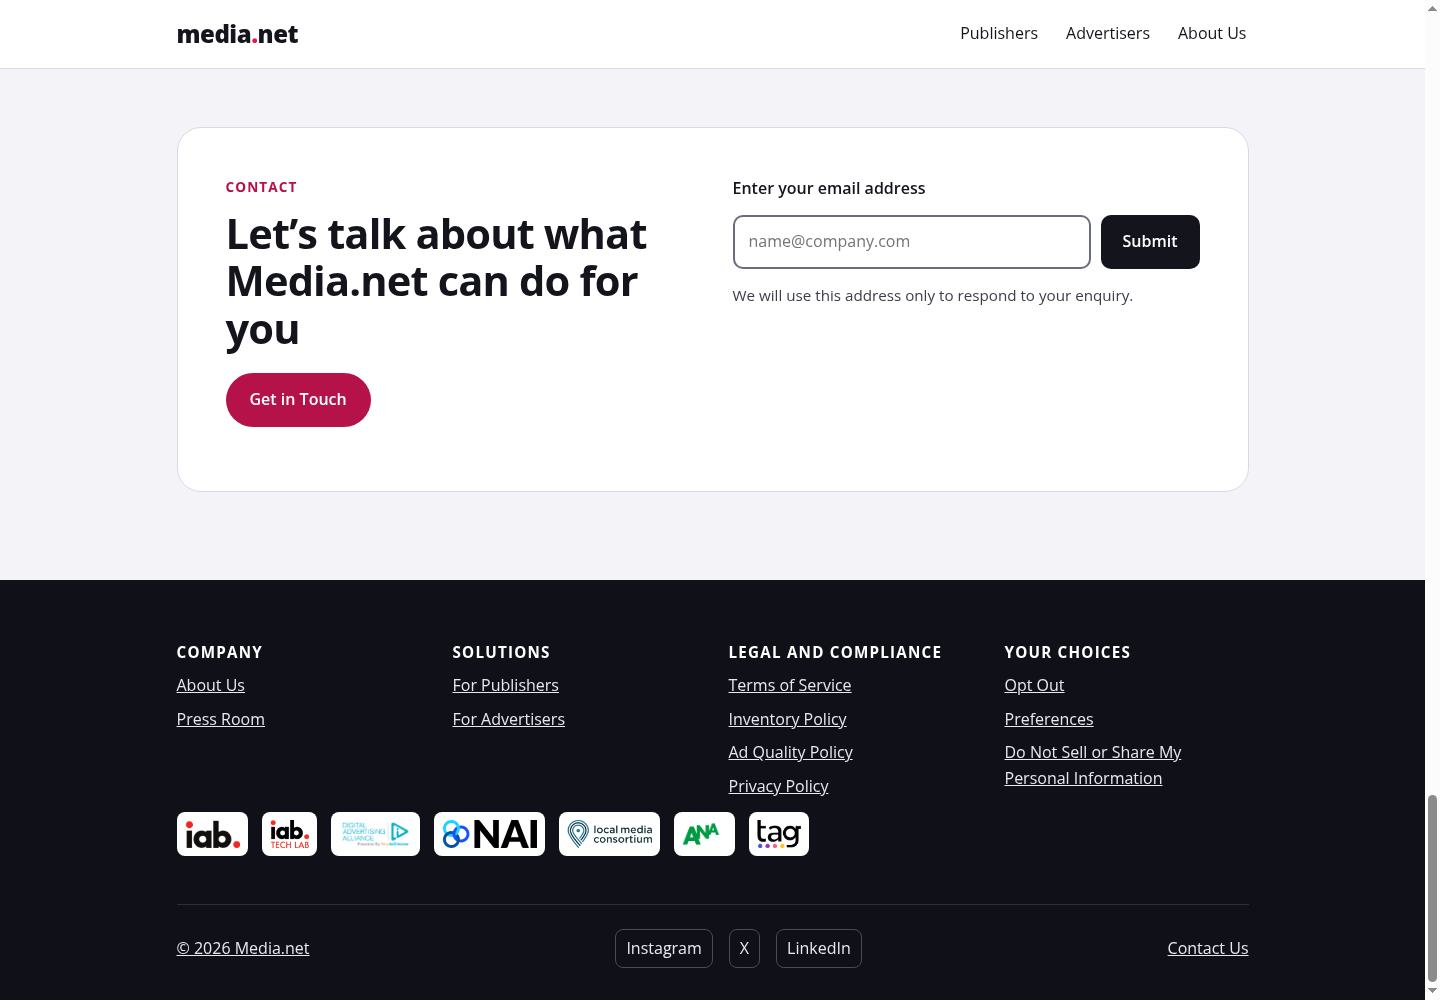 media.net
Publishers
Advertisers
About Us
CONTACT
Let’s talk about what
Media.net can do for
you
Get in Touch
Enter your email address
name@company.com
Submit
We will use this address only to respond to your enquiry.
COMPANY
About Us
Press Room
SOLUTIONS
For Publishers
For Advertisers
LEGAL AND COMPLIANCE
Terms of Service
Inventory Policy
Ad Quality Policy
Privacy Policy
YOUR CHOICES
Opt Out
Preferences
Do Not Sell or Share My
Personal Information
iab.
iab.
TECH LAB
DIGITAL
ADVERTISING
ALLIANCE
NAI
local media
consortium
ANA
tag
© 2026 Media.net
Instagram
X
LinkedIn
Contact Us